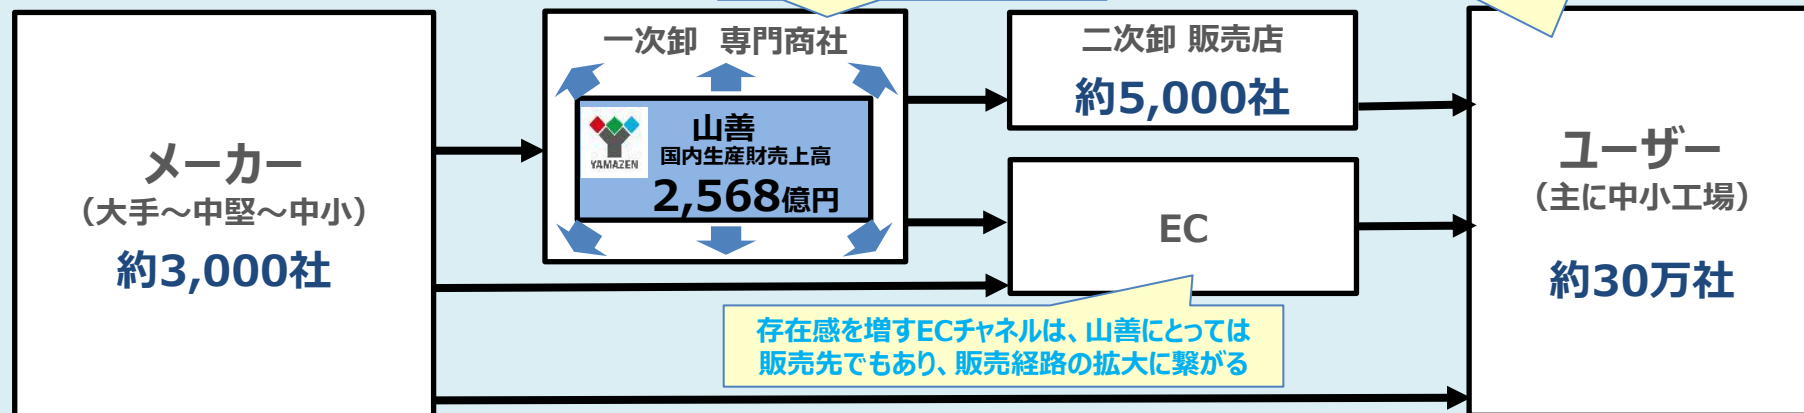 メーカー
（大手～中堅～中小）
約3,000社
一次卸 専門商社
YAMAZEN
山善
国内生産財売上高
2,568億円
二次卸 販売店
約5,000社
EC
存在感を増すECチャネルは、山善にとっては
販売先でもあり、販売経路の拡大に繋がる
ユーザー
（主に中小工場）
約30万社